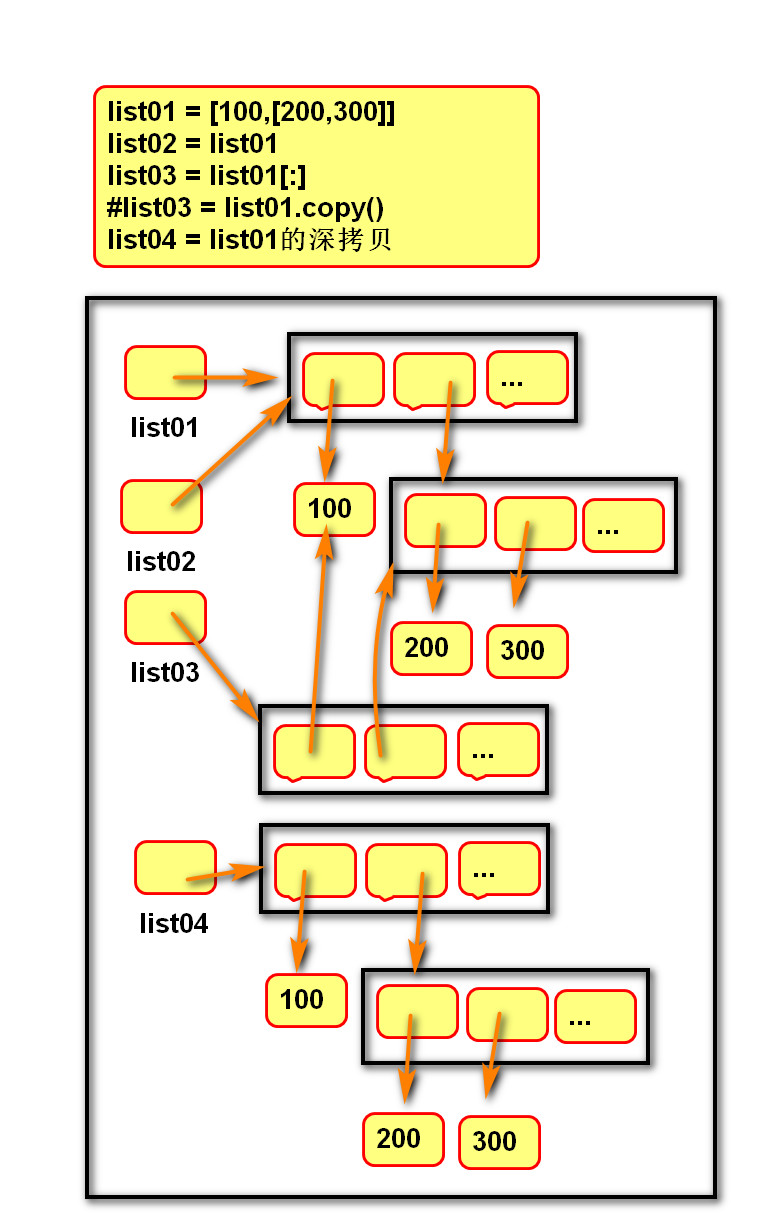 list01 = [100,[200,300]]
list02 = list01
list03 = list01[:]
#list03 = list01.copy()
list04 = list01的深拷贝
...
list01
100
...
list02
200
300
list03
...
...
list04
100
...
200
300